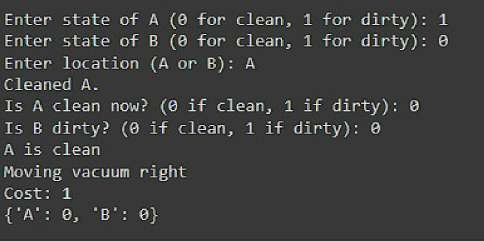 Enter state of A (0 for clean, 1 for dirty): 1
Enter state of B (0 for clean, 1 for dirty): 0
Enter location (A or B): A
Cleaned A.
Is A clean now? (0 if clean, 1 if dirty): 0
Is B dirty? (0 if clean, 1 if dirty): 0
A is clean
Moving vacuum right
Cost: 1
{'A': 0, 'B': 0}